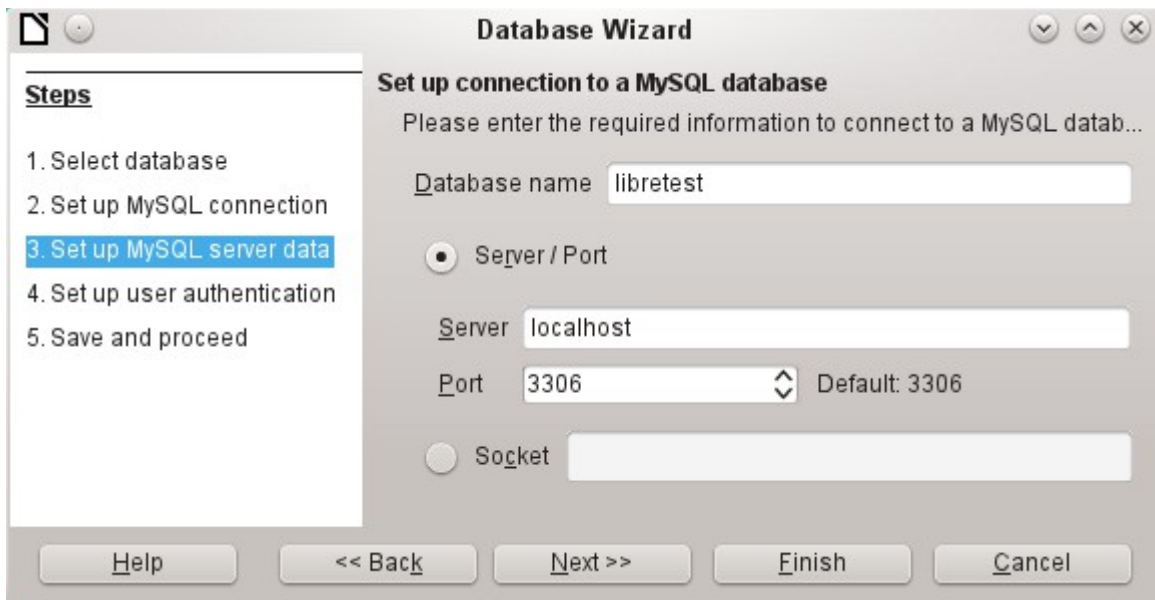 Database Wizard
Steps
1. Select database
2. Set up MySQL connection
3. Set up MySQL server data
4. Set up user authentication
5. Save and proceed
Set up connection to a MySQL database
Please enter the required information to connect to a MySQL datab...
Database name libretest
Server / Port
Server localhost
Port 3306 Default: 3306
Socket
Help << Back Next >> Finish Cancel